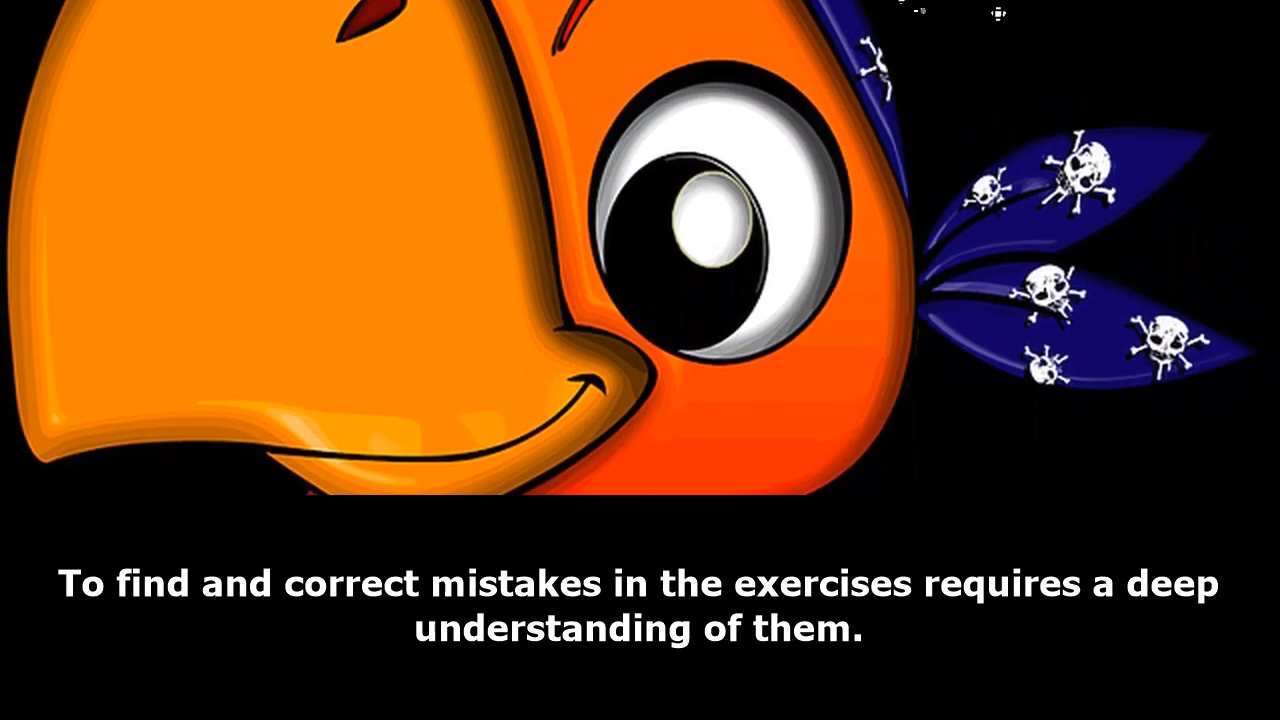 To find and correct mistakes in the exercises requires a deep
understanding of them.